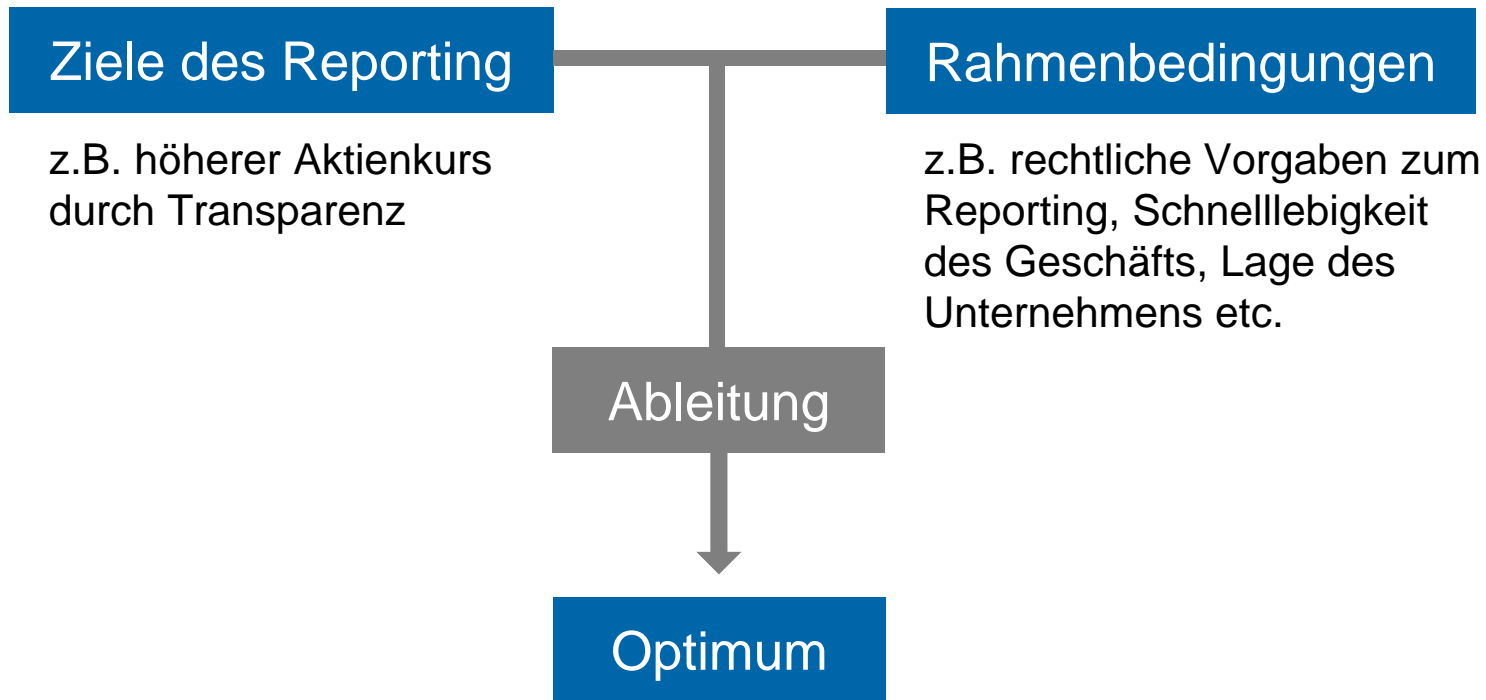 Ziele des Reporting
Rahmenbedingungen
z.B. höherer Aktienkurs
durch Transparenz
z.B. rechtliche Vorgaben zum
Reporting, Schnelllebigkeit
des Geschäfts, Lage des
Unternehmens etc.
Ableitung
Optimum